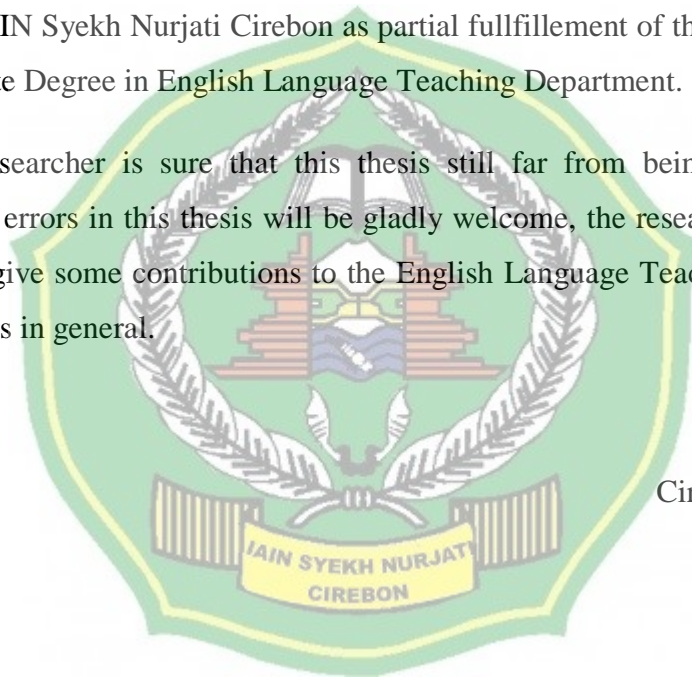 IN Syekh Nurjati Cirebon as partial fullfillement of th
e Degree in English Language Teaching Department.
searcher is sure that this thesis still far from bein
errors in this thesis will be gladly welcome, the resea
give some contributions to the English Language Teac
s in general.
Cir
IAIN SYEKH NURJATI
CIREBON